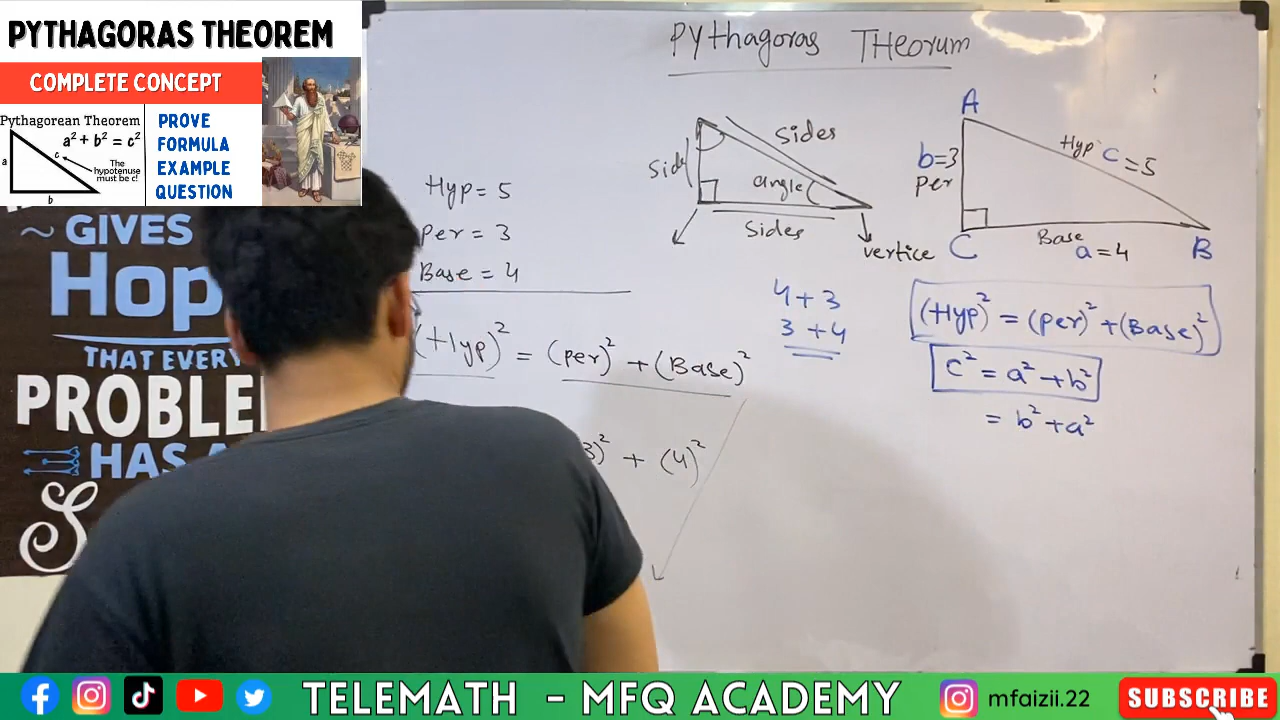 PYTHAGORAS THEOREM
COMPLETE CONCEPT
Pythagorean Theorem
a² + b² = c²
a
c
The
hypotenuse
must be c!
b
PROVE
FORMULA
EXAMPLE
QUESTION
~ GIVES
Hop
THAT EVERY
PROBLE
HAS A
S
Pythagoras THeorum
Hyp = 5
Per = 3
Base = 4
(Hyp)² = (per)² + (Base)²
3)² + (4)²
Side
Sides
angle
Sides
vertice
4 + 3
3 + 4
A
b=3
per
Hyp c = 5
C
Base
a = 4
B
(Hyp)² = (per)² + (Base)²
c² = a² + b²
= b² + a²
TELEMATH - MFQ ACADEMY
mfaizii.22
SUBSCRIBE